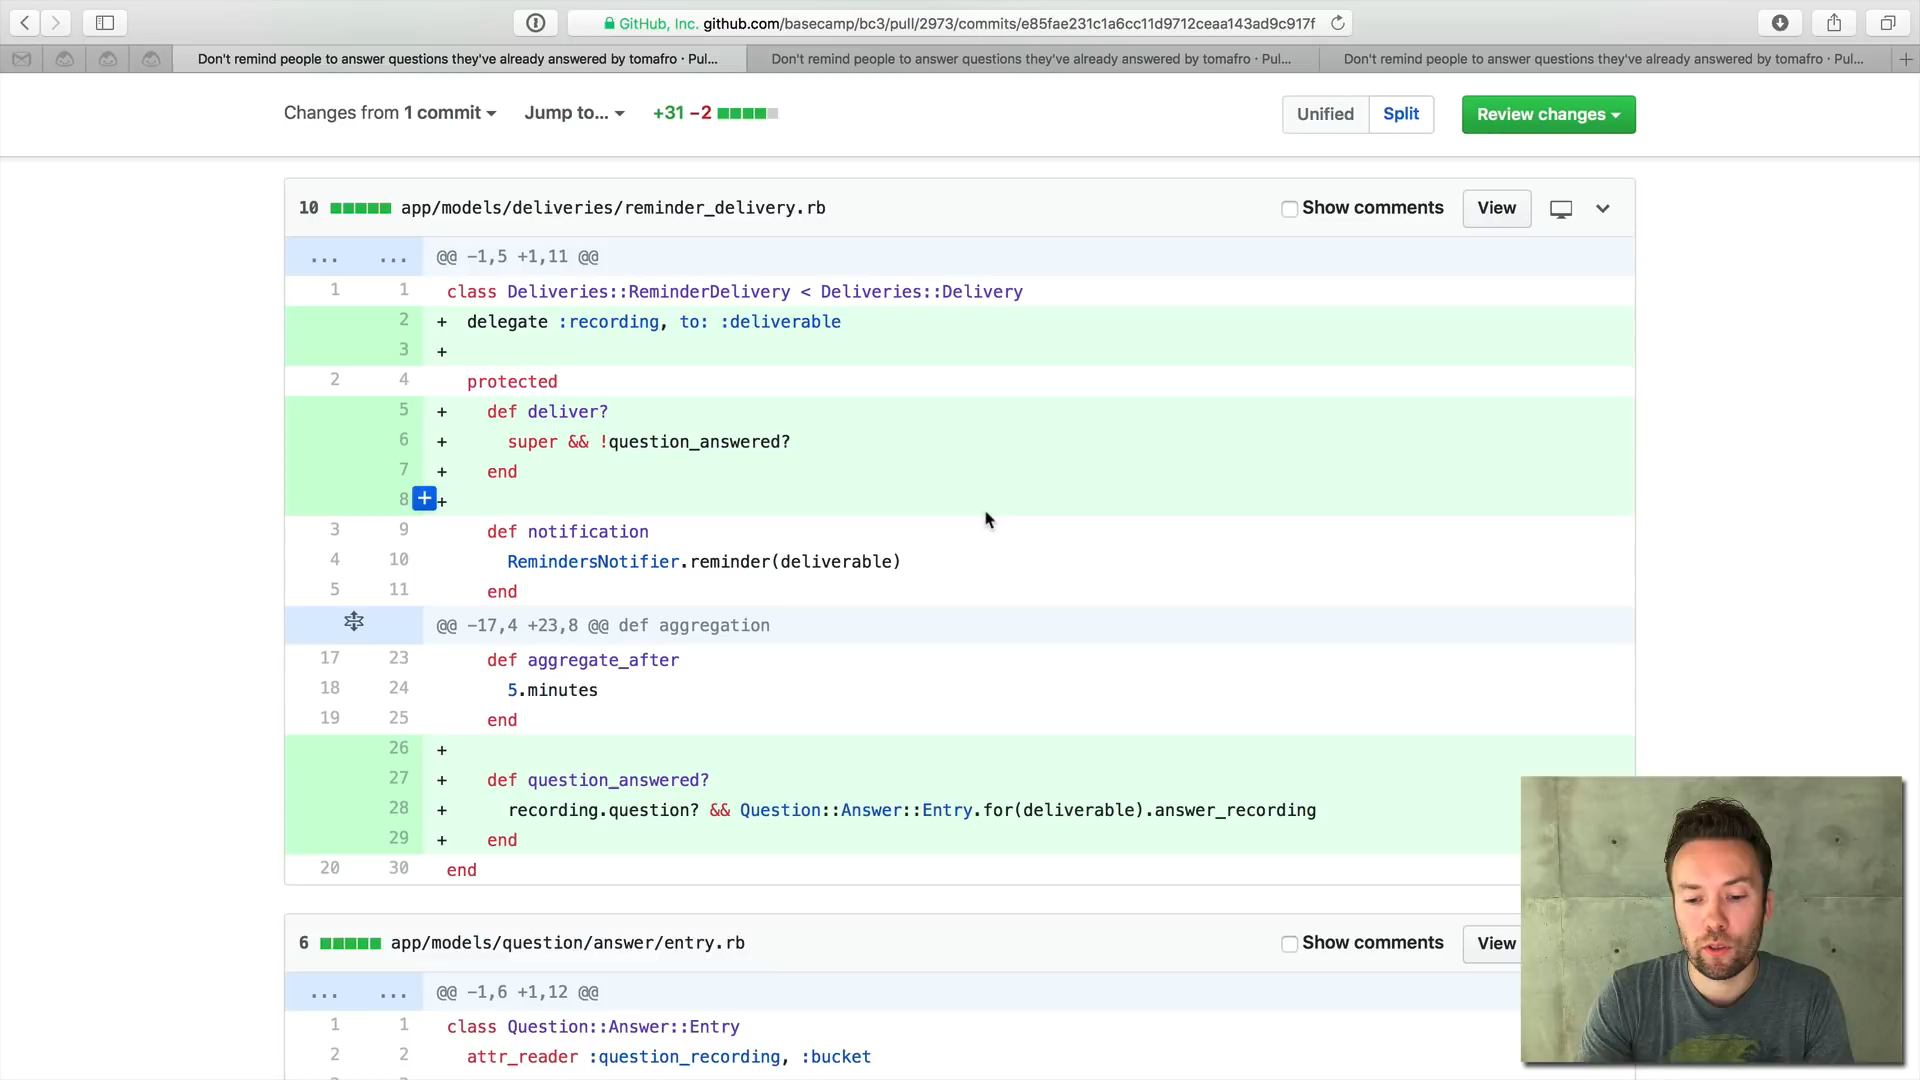 GitHub, Inc. github.com/basecamp/bc3/pull/2973/commits/e85fae231c1a6cc11d9712ceaa143ad9c917f
Don't remind people to answer questions they've already answered by tomafro · Pul...
Don't remind people to answer questions they've already answered by tomafro · Pul...
Don't remind people to answer questions they've already answered by tomafro · Pul...
Changes from 1 commit Jump to... +31 −2 Unified Split Review changes
10 app/models/deliveries/reminder_delivery.rb Show comments View
... ... @@ -1,5 +1,11 @@
1 1 class Deliveries::ReminderDelivery < Deliveries::Delivery
2 + delegate :recording, to: :deliverable
3 +
2 4 protected
5 + def deliver?
6 + super && !question_answered?
7 + end
8 + +
3 9 def notification
4 10 RemindersNotifier.reminder(deliverable)
5 11 end
@@ -17,4 +23,8 @@ def aggregation
17 23 def aggregate_after
18 24 5.minutes
19 25 end
26 +
27 + def question_answered?
28 + recording.question? && Question::Answer::Entry.for(deliverable).answer_recording
29 + end
20 30 end
6 app/models/question/answer/entry.rb Show comments View
... ... @@ -1,6 +1,12 @@
1 1 class Question::Answer::Entry
2 2 attr_reader :question_recording, :bucket